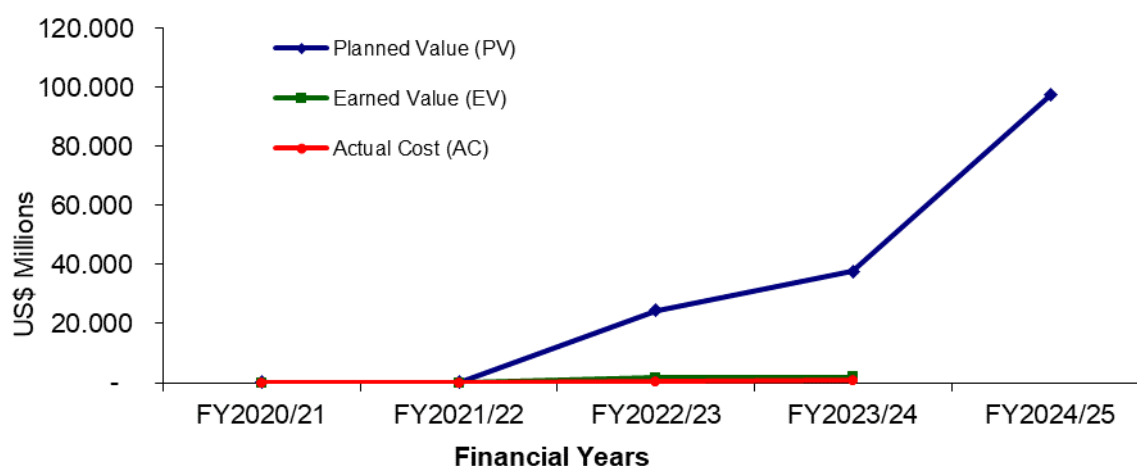 120.000
100.000
80.000
60.000
40.000
20.000
-
US$ Millions
Planned Value (PV)
Earned Value (EV)
Actual Cost (AC)
FY2020/21 FY2021/22 FY2022/23 FY2023/24 FY2024/25
Financial Years